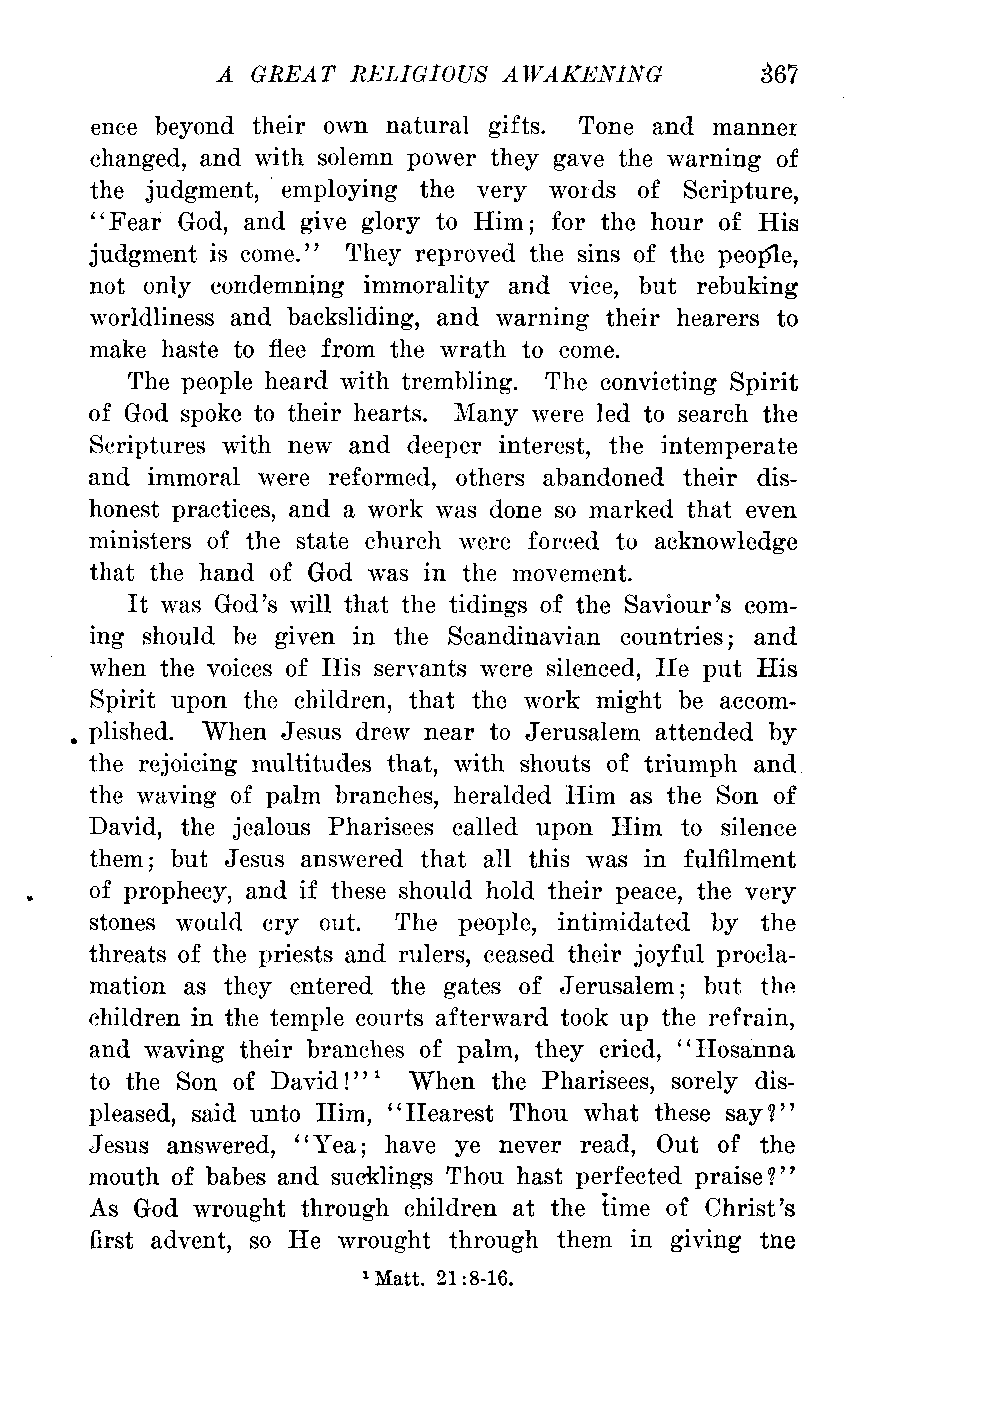 A GREAT RELIGIOUS AWAKENING 367
ence beyond their own natural gifts. Tone and manner
changed, and with solemn power they gave the warning of
the judgment, employing the very words of Scripture,
"Fear God, and give glory to Him; for the hour of His
judgment is come." They reproved the sins of the people,
not only condemning immorality and vice, but rebuking
worldliness and backsliding, and warning their hearers to
make haste to flee from the wrath to come.
The people heard with trembling. The convicting Spirit
of God spoke to their hearts. Many were led to search the
Scriptures with new and deeper interest, the intemperate
and immoral were reformed, others abandoned their dis-
honest practices, and a work was done so marked that even
ministers of the state church were forced to acknowledge
that the hand of God was in the movement.
It was God's will that the tidings of the Saviour's com-
ing should be given in the Scandinavian countries; and
when the voices of His servants were silenced, He put His
Spirit upon the children, that the work might be accom-
plished. When Jesus drew near to Jerusalem attended by
the rejoicing multitudes that, with shouts of triumph and
the waving of palm branches, heralded Him as the Son of
David, the jealous Pharisees called upon Him to silence
them; but Jesus answered that all this was in fulfilment
of prophecy, and if these should hold their peace, the very
stones would cry out. The people, intimidated by the
threats of the priests and rulers, ceased their joyful procla-
mation as they entered the gates of Jerusalem; but the
children in the temple courts afterward took up the refrain,
and waving their branches of palm, they cried, "Hosanna
to the Son of David!"¹ When the Pharisees, sorely dis-
pleased, said unto Him, "Hearest Thou what these say?"
Jesus answered, "Yea; have ye never read, Out of the
mouth of babes and sucklings Thou hast perfected praise?"
As God wrought through children at the time of Christ's
first advent, so He wrought through them in giving the
¹ Matt. 21:8-16.